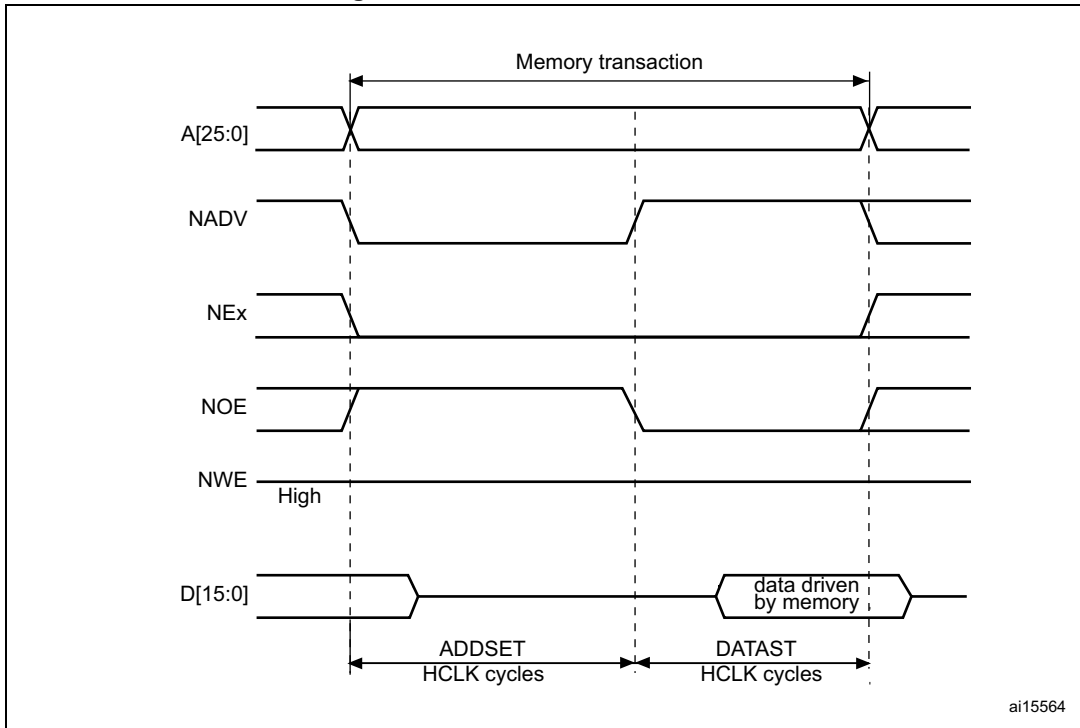 Memory transaction
A[25:0]
NADV
NEx
NOE
NWE
High
D[15:0]
data driven
by memory
ADDSET
HCLK cycles
DATAST
HCLK cycles
ai15564